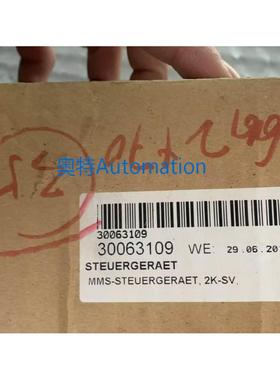 奥特Automation
30063109
30063109 WE: 29.06.20
STEUERGERAET
MMS-STEUERGERAET, 2K-SV,